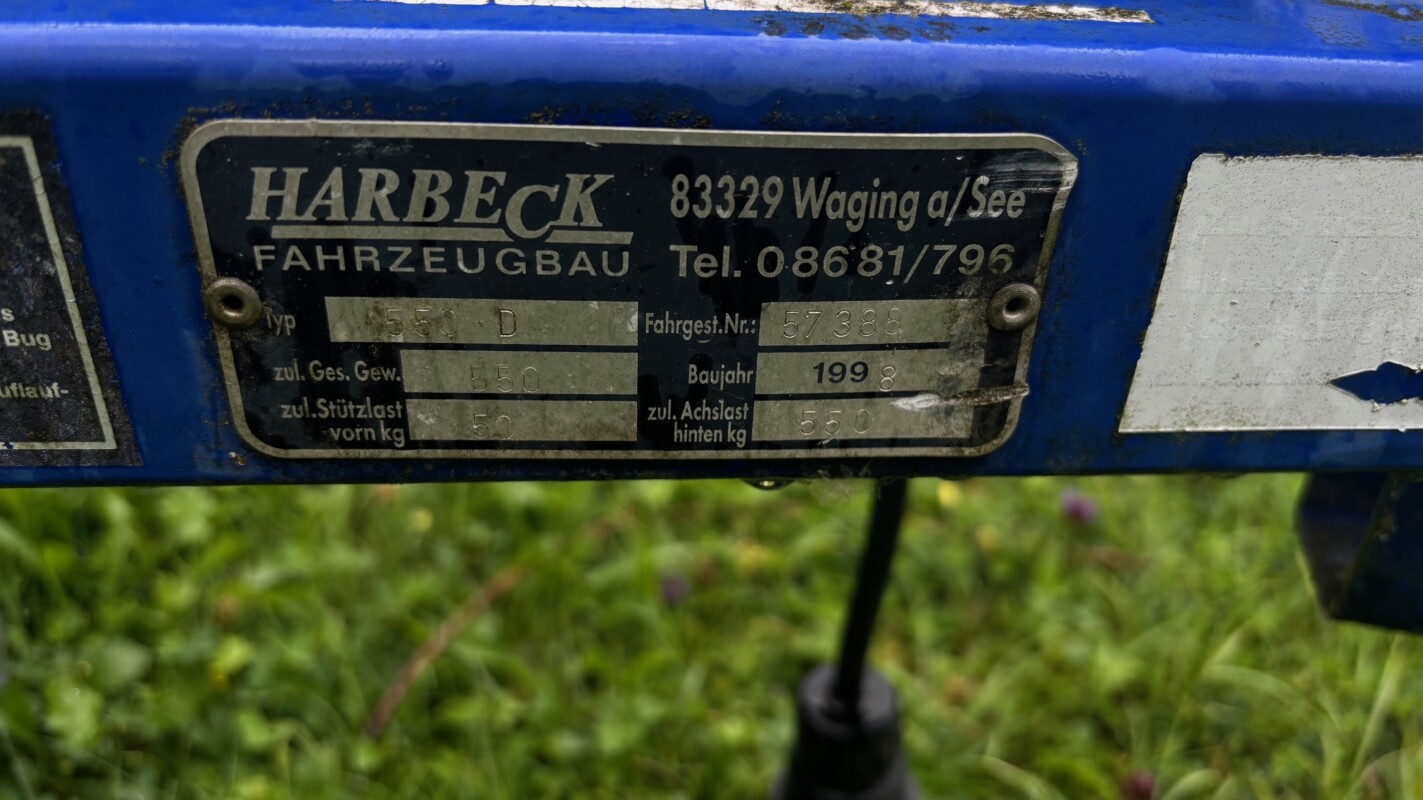 HARBECK
FAHRZEUGBAU
83329 Waging a/See
Tel. 08681/796
Typ 550 D
Fahrgest.Nr.: 57388
zul. Ges. Gew. 550
Baujahr 1998
zul. Stützlast
vorn kg 50
zul. Achslast
hinten kg 550
s
Bug
uflauf-